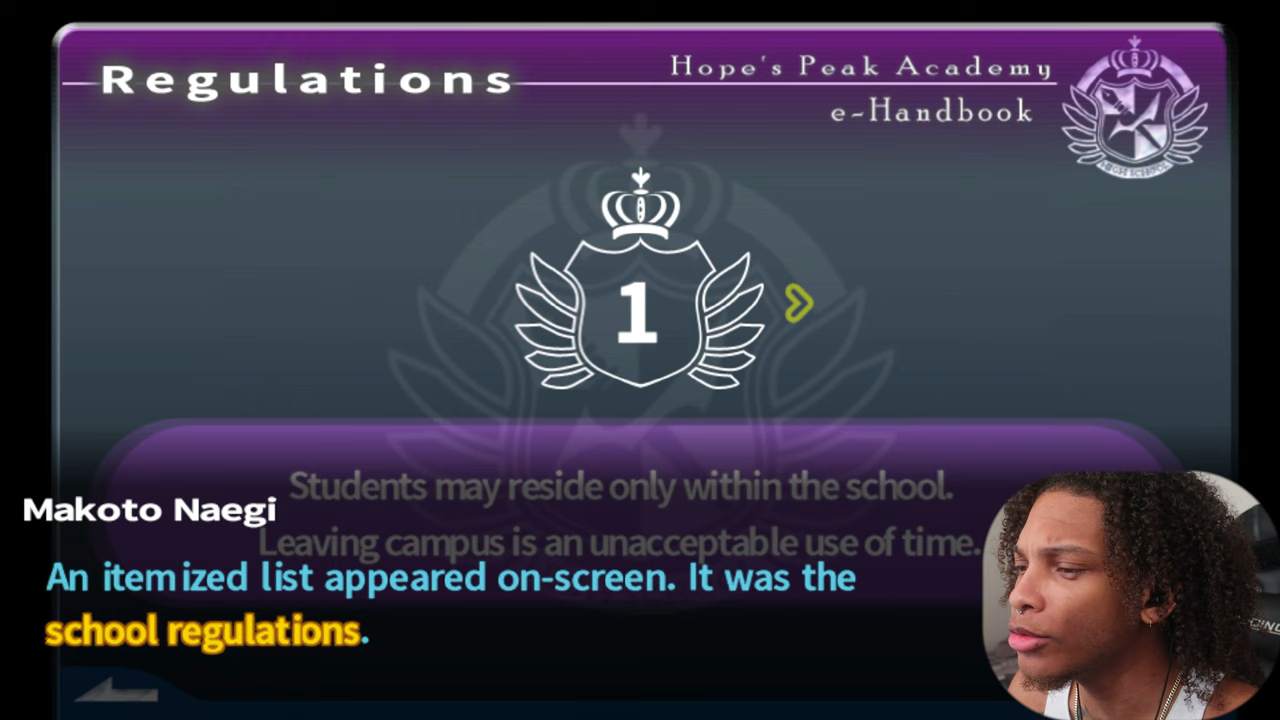 Regulations
Hope's Peak Academy
e-Handbook
1
Students may reside only within the school.
Leaving campus is an unacceptable use of time.
Makoto Naegi
An itemized list appeared on-screen. It was the
school regulations.